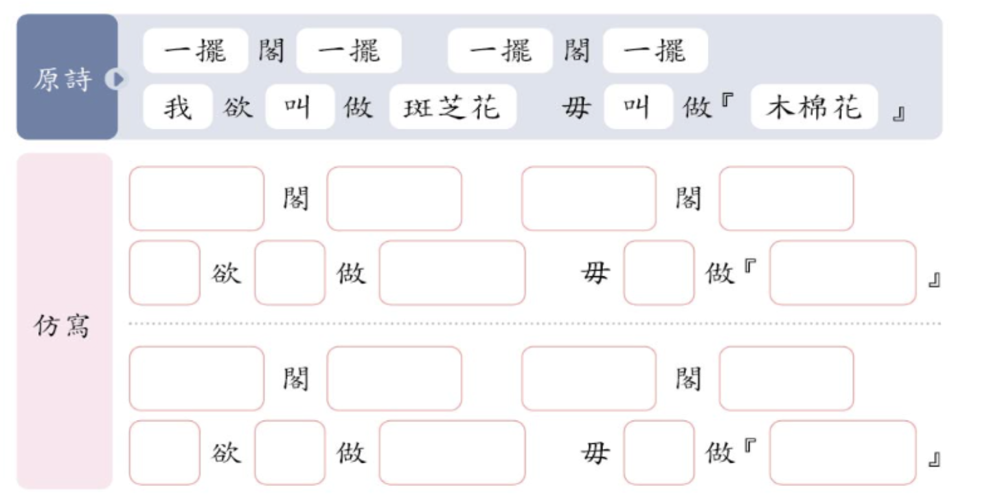 原詩
一擺 閣 一擺 一擺 閣 一擺
我 欲 叫 做 斑芝花 毋 叫 做『 木棉花 』
仿寫
閣 閣
欲 做 毋 做『 』
閣 閣
欲 做 毋 做『 』